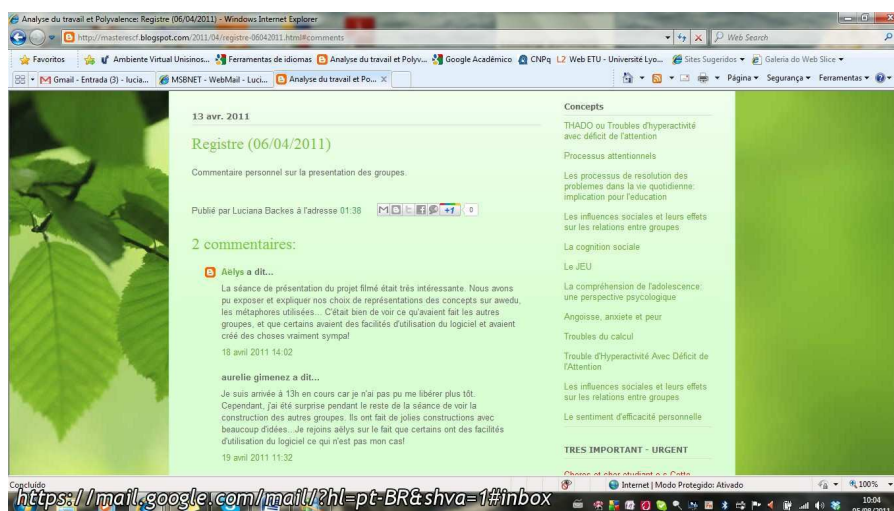 Analyse du travail et Polyvalence: Registre (06/04/2011) - Windows Internet Explorer
http://masterescf.blogspot.com/2011/04/registre-06042011.html#comments
Web Search
Favoritos
Ambiente Virtual Unisinos...
Ferramentas de idiomas
Analyse du travail et Polyv...
Google Acadêmico
CNPq
Web ETU - Université Lyo...
Sites Sugeridos
Galeria do Web Slice
Gmail - Entrada (3) - lucia...
MSBNET - WebMail - Luci...
Analyse du travail et Po...
Página
Segurança
Ferramentas
13 avr. 2011
Registre (06/04/2011)
Commentaire personnel sur la presentation des groupes.
Publié par Luciana Backes à l'adresse 01:38
+1
0
2 commentaires:
Aëlys a dit...
La séance de présentation du projet filmé était très intéressante. Nous avons
pu exposer et expliquer nos choix de représentations des concepts sur awedu,
les métaphores utilisées... C'était bien de voir ce qu'avaient fait les autres
groupes, et que certains avaient des facilités d'utilisation du logiciel et avaient
créé des choses vraiment sympa!
18 avril 2011 14:02
aurelie gimenez a dit...
Je suis arrivée à 13h en cours car je n'ai pas pu me libérer plus tôt.
Cependant, j'ai été surprise pendant le reste de la séance de voir la
construction des autres groupes. Ils ont fait de jolies constructions avec
beaucoup d'idées.. Je rejoins aélys sur le fait que certains ont des facilités
d'utilisation du logiciel ce qui n'est pas mon cas!
19 avril 2011 11:32
Concepts
THADO ou Troubles d'hyperactivité
avec déficit de l'attention
Processus attentionnels
Les processus de resolution des
problemes dans la vie quotidienne:
implication pour l'education
Les influences sociales et leurs effets
sur les relations entre groupes
La cognition sociale
Le JEU
La compréhension de l'adolescence:
une perspective psycologique
Angoisse, anxiete et peur
Troubles du calcul
Trouble d'Hyperactivité Avec Déficit de
l'Attention
Les influences sociales et leurs effets
sur les relations entre groupes
Le sentiment d'efficacité personnelle
TRES IMPORTANT - URGENT
Concluído
Internet | Modo Protegido: Ativado
100%
https://mail.google.com/mail/?hl=pt-BR&shva=1#inbox
10:04